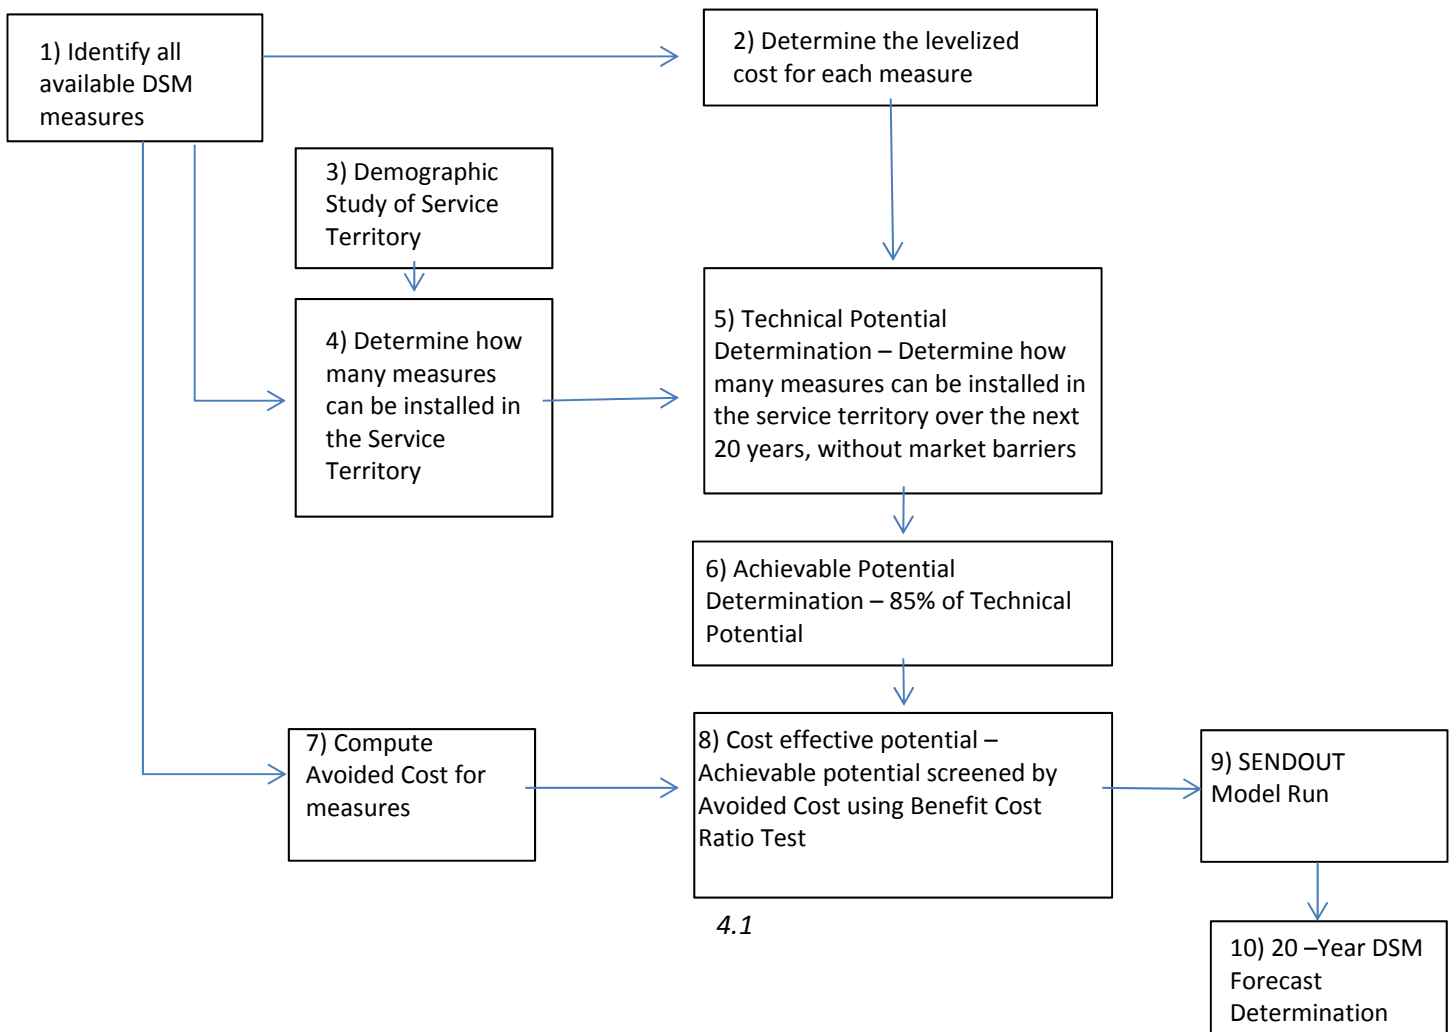 1) Identify all
available DSM
measures
2) Determine the levelized
cost for each measure
3) Demographic
Study of Service
Territory
4) Determine how
many measures
can be installed in
the Service
Territory
5) Technical Potential
Determination – Determine how
many measures can be installed in
the service territory over the next
20 years, without market barriers
6) Achievable Potential
Determination – 85% of Technical
Potential
7) Compute
Avoided Cost for
measures
8) Cost effective potential –
Achievable potential screened by
Avoided Cost using Benefit Cost
Ratio Test
9) SENDOUT
Model Run
4.1
10) 20 –Year DSM
Forecast
Determination